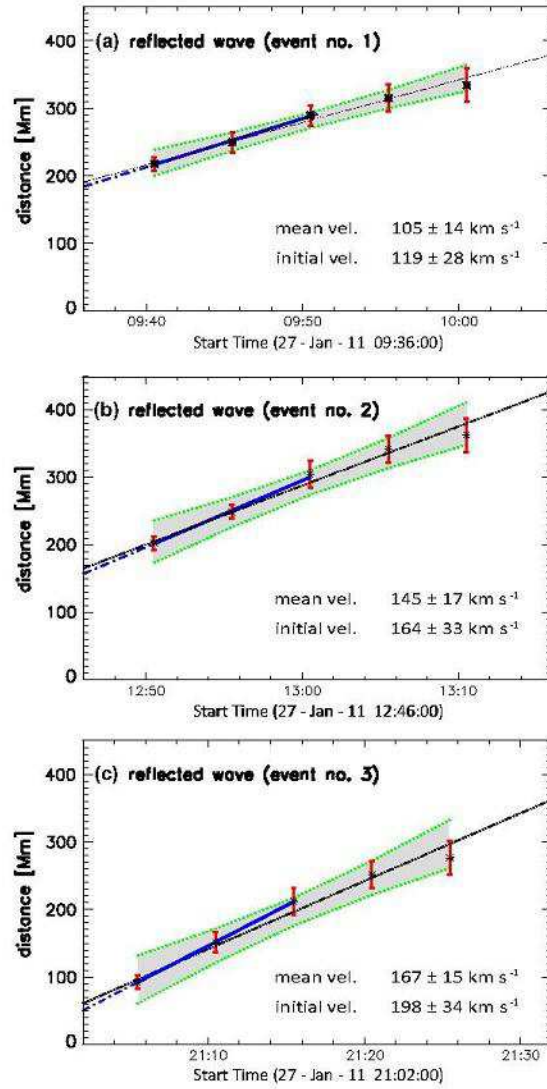 (a) reflected wave (event no. 1)
400
300
200
100
0
distance [Mm]
mean vel. 105 ± 14 km s⁻¹
initial vel. 119 ± 28 km s⁻¹
09:40 09:50 10:00
Start Time (27 - Jan - 11 09:36:00)
(b) reflected wave (event no. 2)
400
300
200
100
0
distance [Mm]
mean vel. 145 ± 17 km s⁻¹
initial vel. 164 ± 33 km s⁻¹
12:50 13:00 13:10
Start Time (27 - Jan - 11 12:46:00)
(c) reflected wave (event no. 3)
400
300
200
100
0
distance [Mm]
mean vel. 167 ± 15 km s⁻¹
initial vel. 198 ± 34 km s⁻¹
21:10 21:20 21:30
Start Time (27 - Jan - 11 21:02:00)